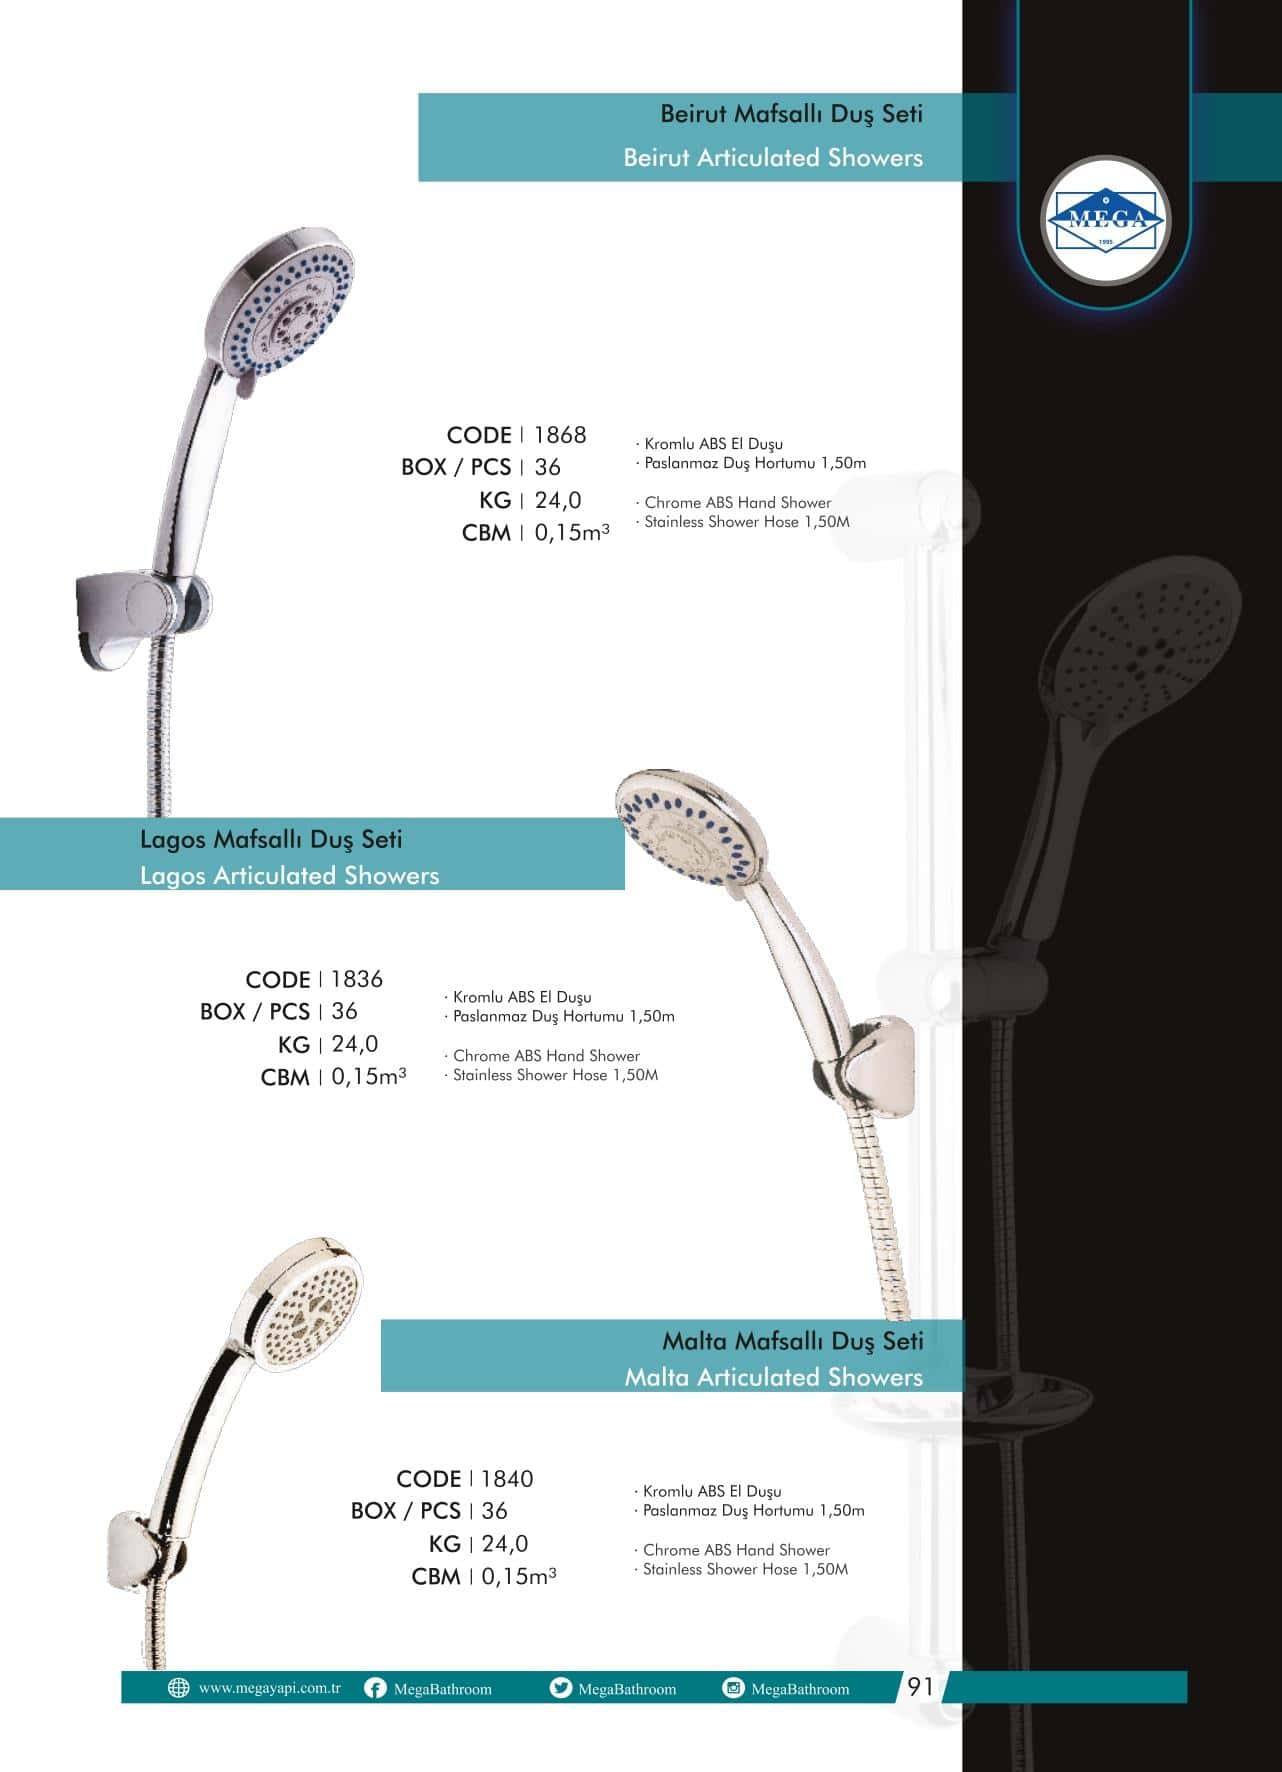 Beirut Mafsallı Duş Seti
Beirut Articulated Showers
MEGA
1995
CODE | 1868
BOX / PCS | 36
KG | 24,0
CBM | 0,15m³
· Kromlu ABS El Duşu
· Paslanmaz Duş Hortumu 1,50m
· Chrome ABS Hand Shower
· Stainless Shower Hose 1,50M
Lagos Mafsallı Duş Seti
Lagos Articulated Showers
CODE | 1836
BOX / PCS | 36
KG | 24,0
CBM | 0,15m³
· Kromlu ABS El Duşu
· Paslanmaz Duş Hortumu 1,50m
· Chrome ABS Hand Shower
· Stainless Shower Hose 1,50M
Malta Mafsallı Duş Seti
Malta Articulated Showers
CODE | 1840
BOX / PCS | 36
KG | 24,0
CBM | 0,15m³
· Kromlu ABS El Duşu
· Paslanmaz Duş Hortumu 1,50m
· Chrome ABS Hand Shower
· Stainless Shower Hose 1,50M
www.megayapi.com.tr MegaBathroom MegaBathroom MegaBathroom 91